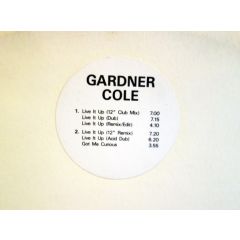 GARDNER
COLE
1. Live It Up (12" Club Mix) 7.00
Live It Up (Dub) 7.15
Live It Up (Remix/Edit) 4.10
2. Live It Up (12" Remix) 7.20
Live It Up (Acid Dub) 6.20
Got Me Curious 3.55